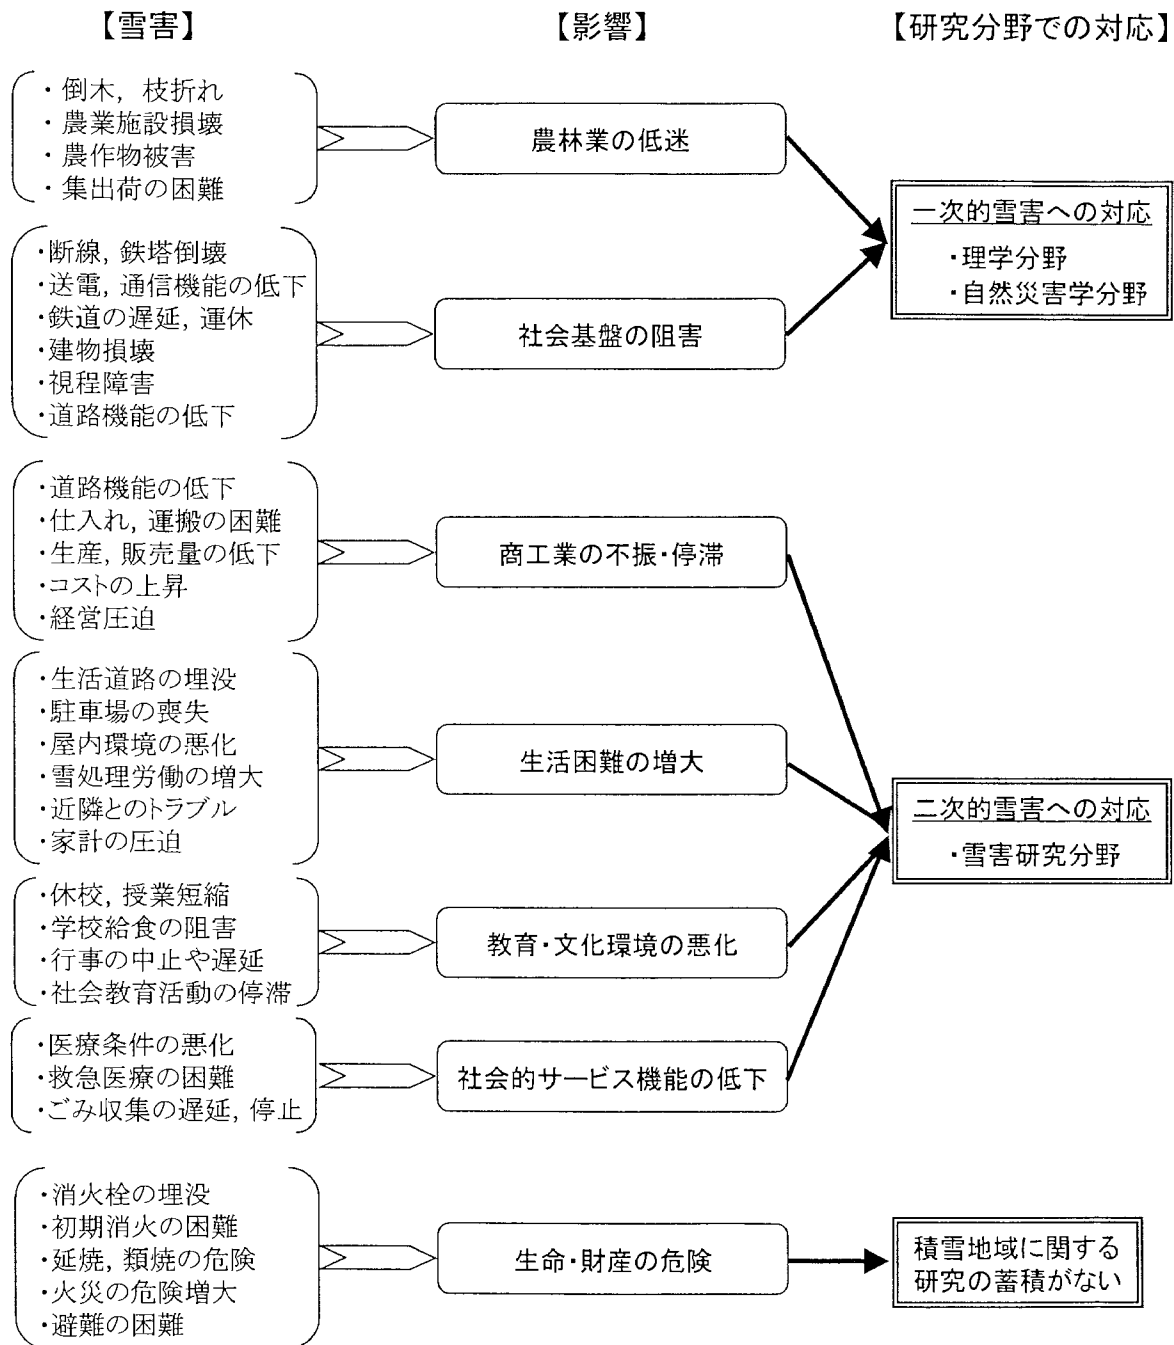 【雪害】
【影響】
【研究分野での対応】
・倒木, 枝折れ
・農業施設損壊
・農作物被害
・集出荷の困難
農林業の低迷
・断線, 鉄塔倒壊
・送電, 通信機能の低下
・鉄道の遅延, 運休
・建物損壊
・視程障害
・道路機能の低下
社会基盤の阻害
一次的雪害への対応
・理学分野
・自然災害学分野
・道路機能の低下
・仕入れ, 運搬の困難
・生産, 販売量の低下
・コストの上昇
・経営圧迫
商工業の不振・停滞
・生活道路の埋没
・駐車場の喪失
・屋内環境の悪化
・雪処理労働の増大
・近隣とのトラブル
・家計の圧迫
生活困難の増大
・休校, 授業短縮
・学校給食の阻害
・行事の中止や遅延
・社会教育活動の停滞
教育・文化環境の悪化
・医療条件の悪化
・救急医療の困難
・ごみ収集の遅延, 停止
社会的サービス機能の低下
二次的雪害への対応
・雪害研究分野
・消火栓の埋没
・初期消火の困難
・延焼, 類焼の危険
・火災の危険増大
・避難の困難
生命・財産の危険
積雪地域に関する
研究の蓄積がない